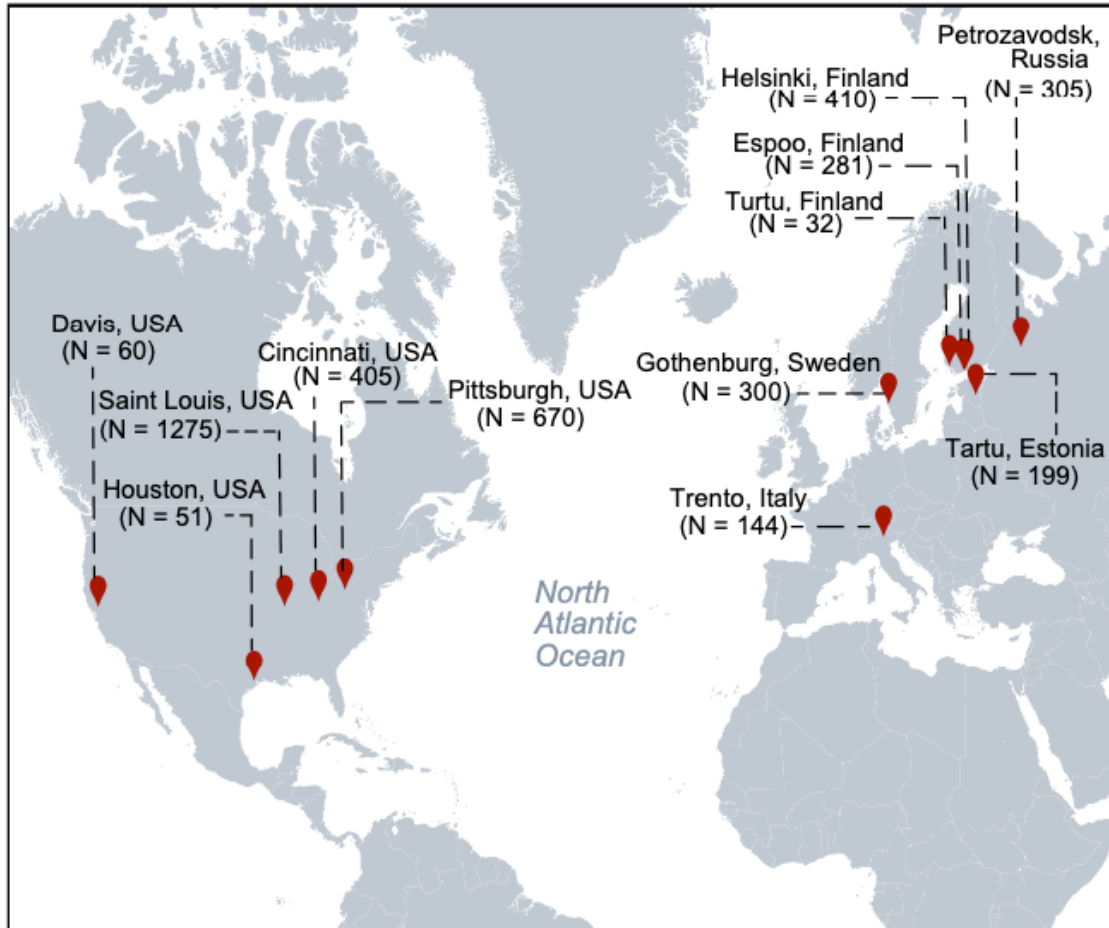 Petrozavodsk,
Russia
(N = 305)
Helsinki, Finland
(N = 410)
Espoo, Finland
(N = 281)
Turtu, Finland
(N = 32)
Davis, USA
(N = 60)
Cincinnati, USA
(N = 405)
Pittsburgh, USA
(N = 670)
Saint Louis, USA
(N = 1275)
Houston, USA
(N = 51)
Gothenburg, Sweden
(N = 300)
Tartu, Estonia
(N = 199)
Trento, Italy
(N = 144)
North
Atlantic
Ocean